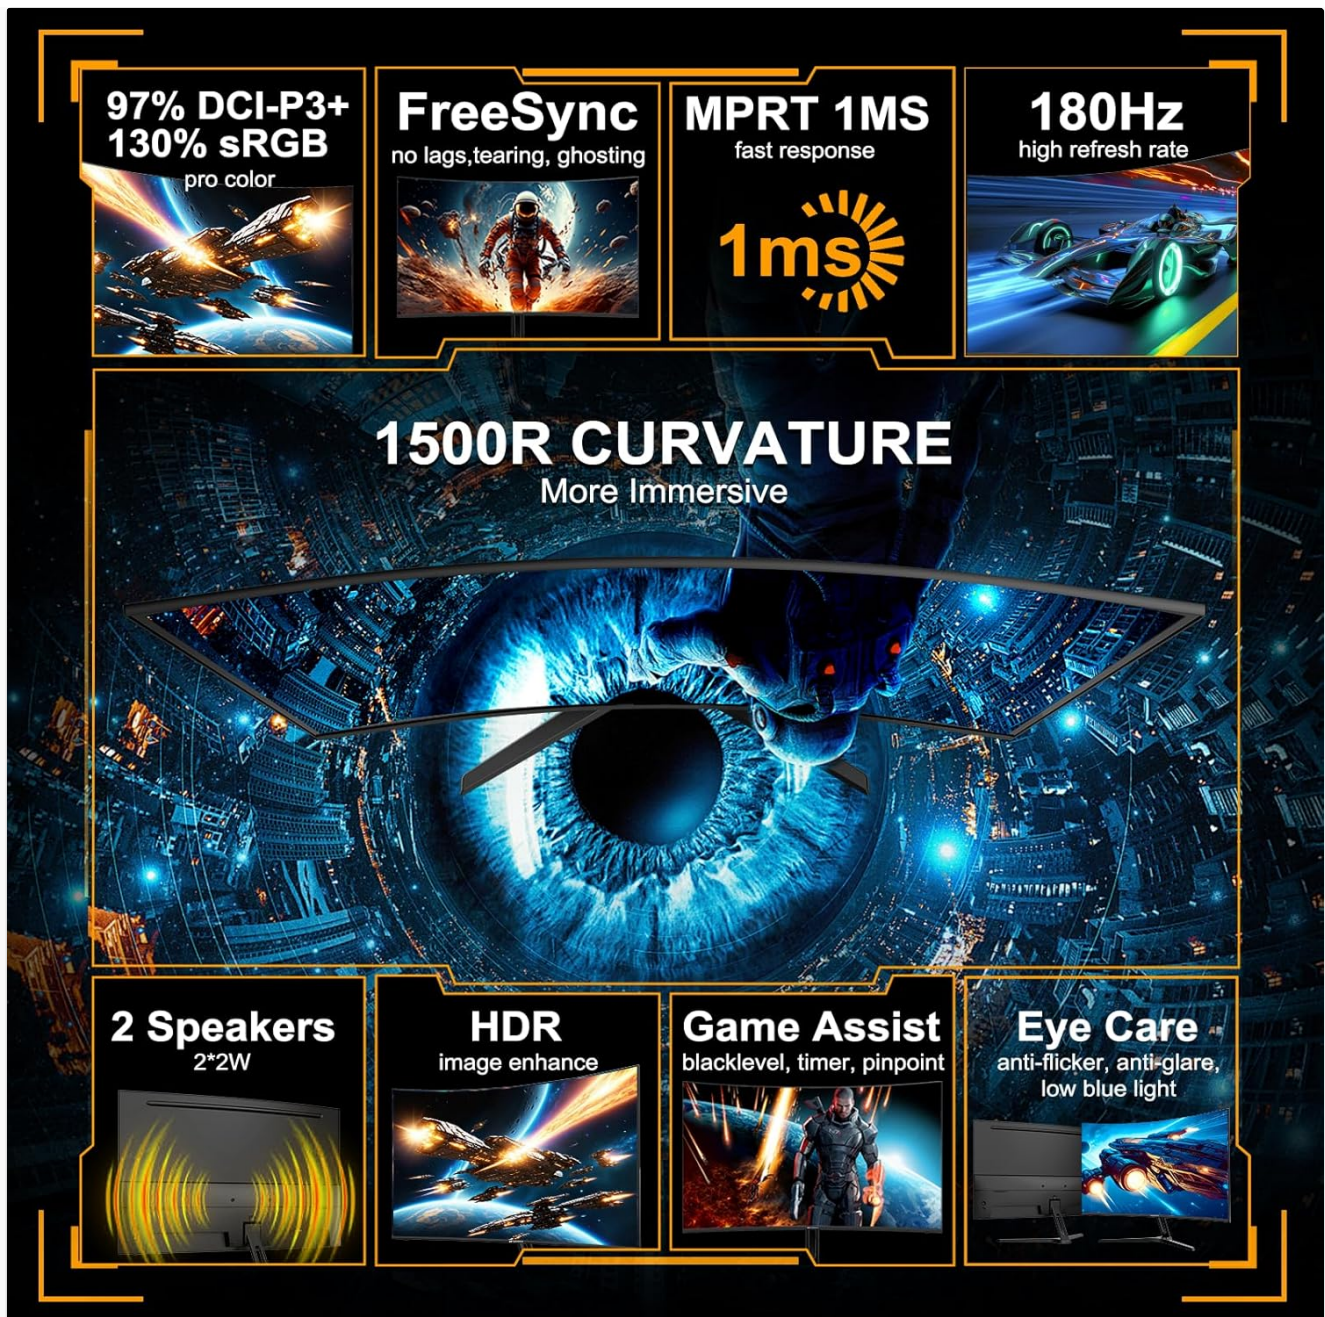 97% DCI-P3+
130% sRGB
pro color
FreeSync
no lags,tearing, ghosting
MPRT 1MS
fast response
1ms
180Hz
high refresh rate
1500R CURVATURE
More Immersive
2 Speakers
2*2W
HDR
image enhance
Game Assist
blacklevel, timer, pinpoint
Eye Care
anti-flicker, anti-glare,
low blue light